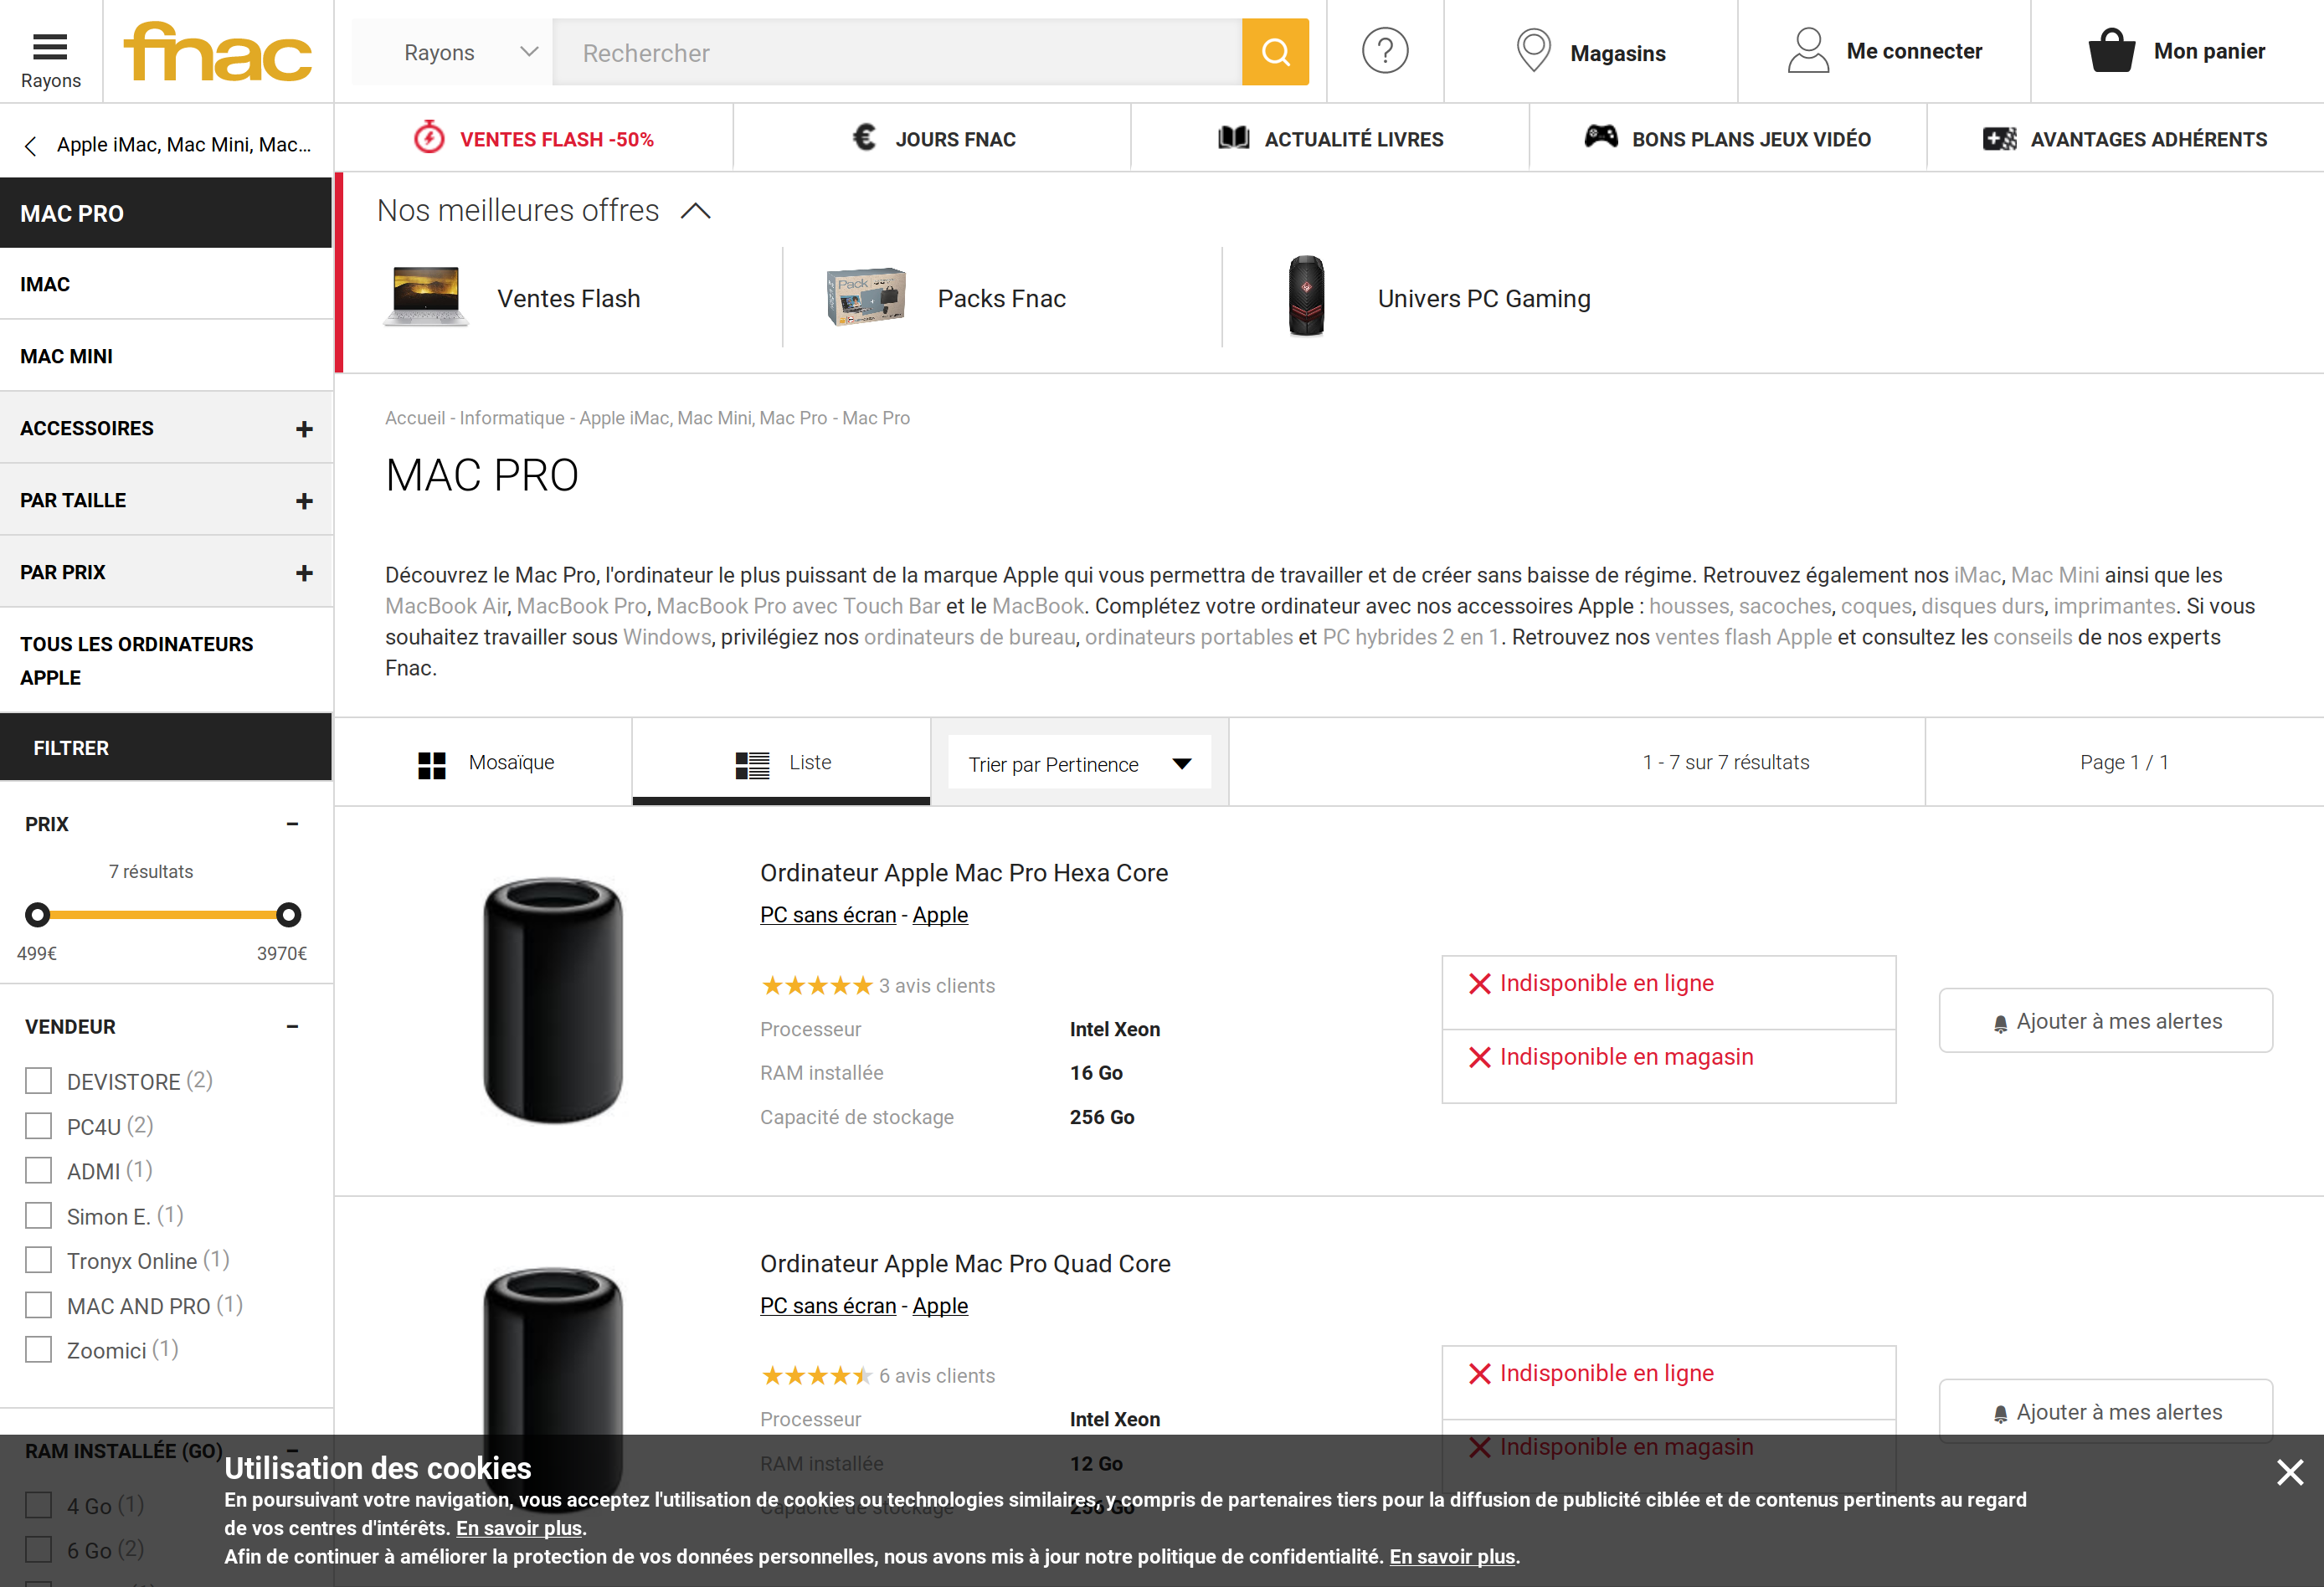 Rayons
fnac
Rayons
Rechercher
?
Magasins
Me connecter
Mon panier
VENTES FLASH -50%
JOURS FNAC
ACTUALITÉ LIVRES
BONS PLANS JEUX VIDÉO
AVANTAGES ADHÉRENTS
Apple iMac, Mac Mini, Mac...
MAC PRO
IMAC
MAC MINI
ACCESSOIRES +
PAR TAILLE +
PAR PRIX +
TOUS LES ORDINATEURS
APPLE
FILTRER
PRIX –
7 résultats
499€ 3970€
VENDEUR –
DEVISTORE (2)
PC4U (2)
ADMI (1)
Simon E. (1)
Tronyx Online (1)
MAC AND PRO (1)
Zoomici (1)
RAM INSTALLÉE (GO) –
4 Go (1)
6 Go (2)
Nos meilleures offres
Ventes Flash
Pack
Packs Fnac
Univers PC Gaming
Accueil - Informatique - Apple iMac, Mac Mini, Mac Pro - Mac Pro
MAC PRO
Découvrez le Mac Pro, l'ordinateur le plus puissant de la marque Apple qui vous permettra de travailler et de créer sans baisse de régime. Retrouvez également nos iMac, Mac Mini ainsi que les
MacBook Air, MacBook Pro, MacBook Pro avec Touch Bar et le MacBook. Complétez votre ordinateur avec nos accessoires Apple : housses, sacoches, coques, disques durs, imprimantes. Si vous
souhaitez travailler sous Windows, privilégiez nos ordinateurs de bureau, ordinateurs portables et PC hybrides 2 en 1. Retrouvez nos ventes flash Apple et consultez les conseils de nos experts
Fnac.
Mosaïque
Liste
Trier par Pertinence
1 - 7 sur 7 résultats
Page 1 / 1
Ordinateur Apple Mac Pro Hexa Core
PC sans écran - Apple
3 avis clients
Processeur Intel Xeon
RAM installée 16 Go
Capacité de stockage 256 Go
Indisponible en ligne
Indisponible en magasin
Ajouter à mes alertes
Ordinateur Apple Mac Pro Quad Core
PC sans écran - Apple
6 avis clients
Processeur Intel Xeon
RAM installée 12 Go
Capacité de stockage 256 Go
Indisponible en ligne
Indisponible en magasin
Ajouter à mes alertes
Utilisation des cookies
En poursuivant votre navigation, vous acceptez l'utilisation de cookies ou technologies similaires, y compris de partenaires tiers pour la diffusion de publicité ciblée et de contenus pertinents au regard
de vos centres d'intérêts. En savoir plus.
Afin de continuer à améliorer la protection de vos données personnelles, nous avons mis à jour notre politique de confidentialité. En savoir plus.